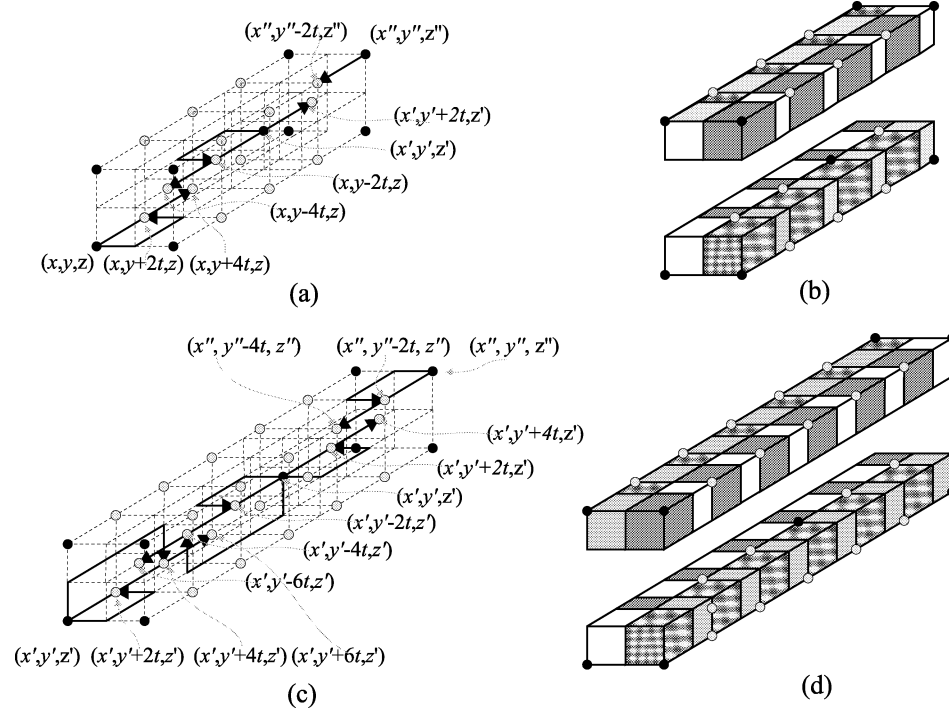 (x'',y''-2t,z'') (x'',y'',z'')
(x',y'+2t,z')
(x',y',z')
(x,y-2t,z)
(x,y-4t,z)
(x,y,z) (x,y+2t,z) (x,y+4t,z)
(a)
(b)
(x'', y''-4t, z'') (x'', y''-2t, z'') (x'', y'', z'')
(x',y'+4t,z')
(x',y'+2t,z')
(x',y',z')
(x',y'-2t,z')
(x',y'-4t,z')
(x',y'-6t,z')
(x',y',z') (x',y'+2t,z') (x',y'+4t,z') (x',y'+6t,z')
(c)
(d)